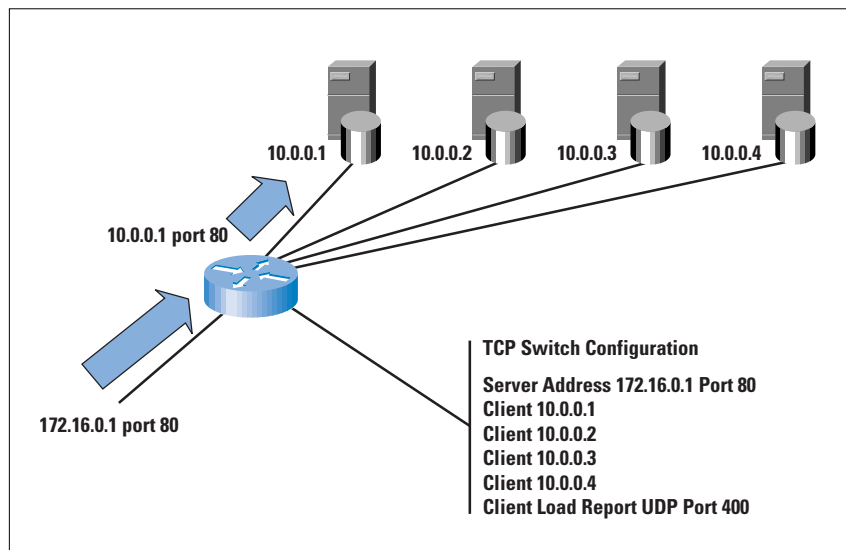 10.0.0.1
10.0.0.2
10.0.0.3
10.0.0.4
10.0.0.1 port 80
172.16.0.1 port 80
TCP Switch Configuration
Server Address 172.16.0.1 Port 80
Client 10.0.0.1
Client 10.0.0.2
Client 10.0.0.3
Client 10.0.0.4
Client Load Report UDP Port 400